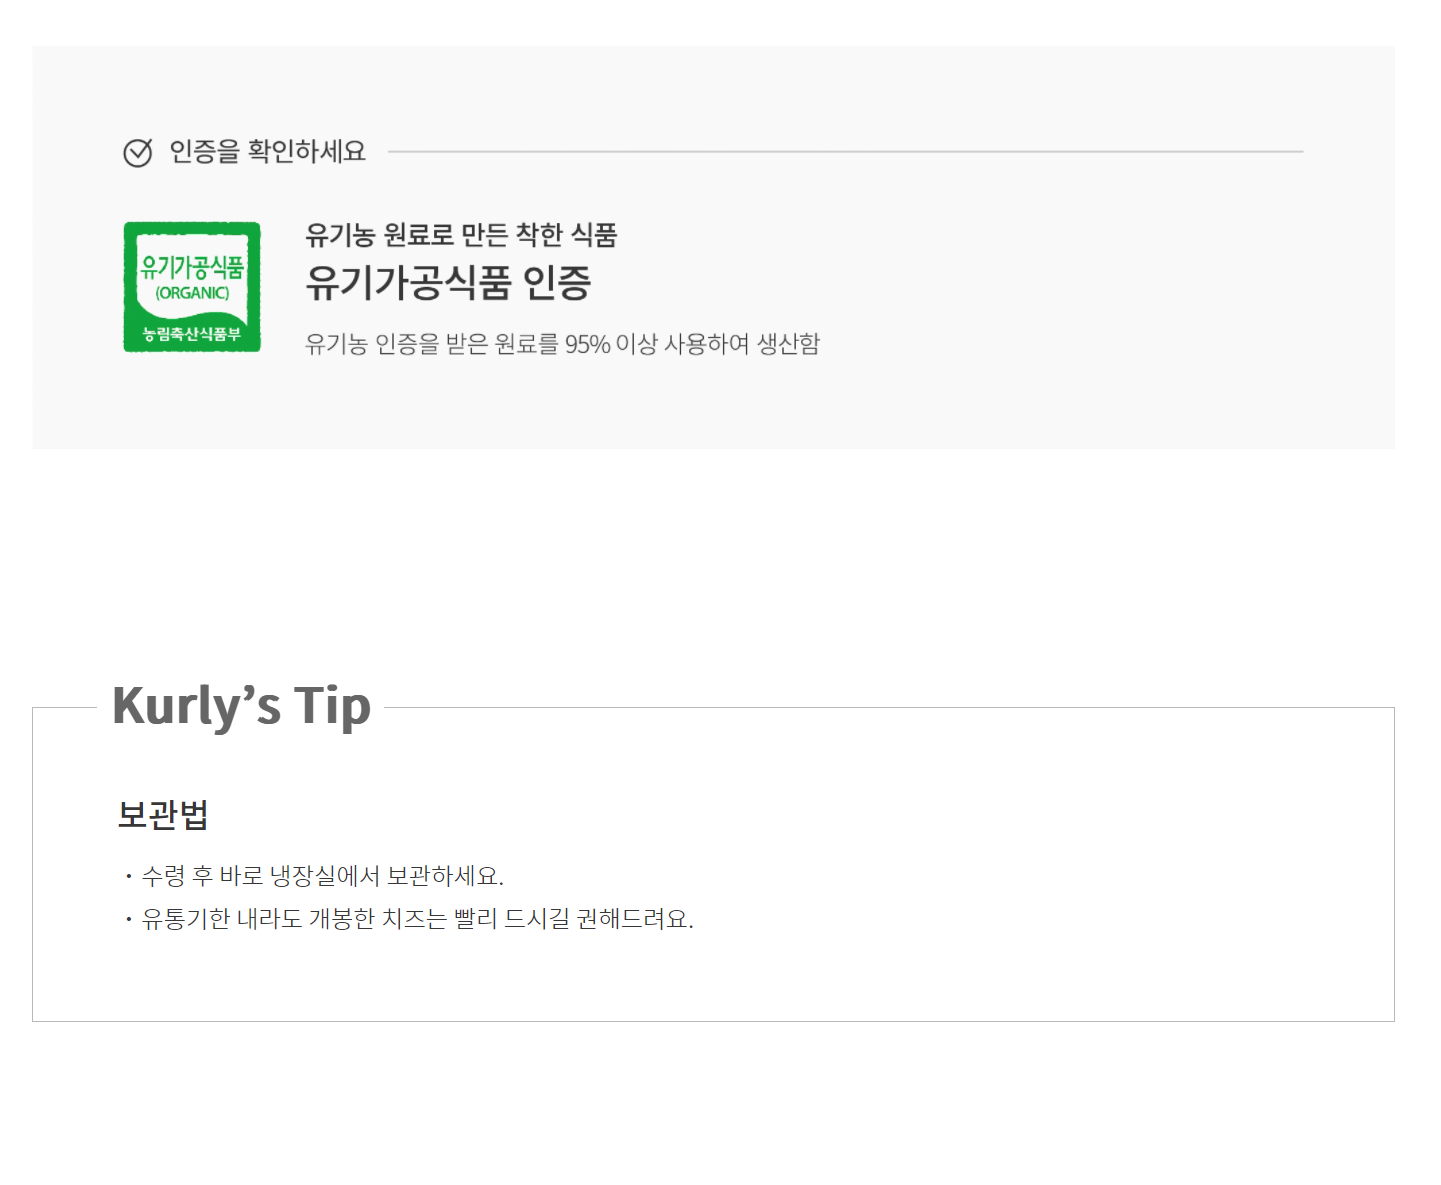 인증을 확인하세요
유기가공식품
(ORGANIC)
농림축산식품부
유기농 원료로 만든 착한 식품
유기가공식품 인증
유기농 인증을 받은 원료를 95% 이상 사용하여 생산함
Kurly’s Tip
보관법
・수령 후 바로 냉장실에서 보관하세요.
・유통기한 내라도 개봉한 치즈는 빨리 드시길 권해드려요.